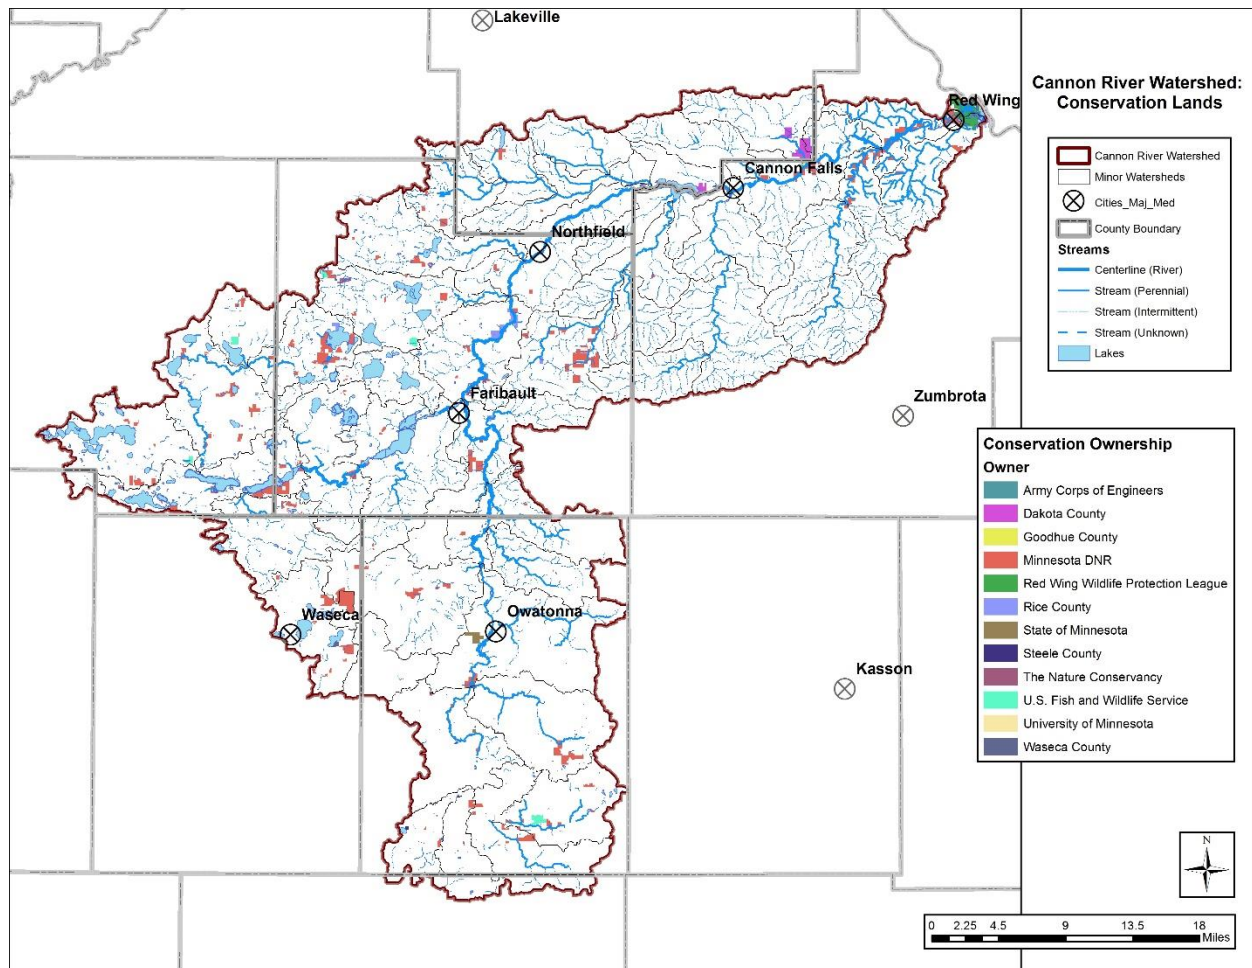 Lakeville
Cannon River Watershed:
Conservation Lands
Red Wing
Cannon Falls
Northfield
Faribault
Zumbrota
Waseca
Owatonna
Kasson
Cannon River Watershed
Minor Watersheds
Cities_Maj_Med
County Boundary
Streams
Centerline (River)
Stream (Perennial)
Stream (Intermittent)
Stream (Unknown)
Lakes
Conservation Ownership
Owner
Army Corps of Engineers
Dakota County
Goodhue County
Minnesota DNR
Red Wing Wildlife Protection League
Rice County
State of Minnesota
Steele County
The Nature Conservancy
U.S. Fish and Wildlife Service
University of Minnesota
Waseca County
N
0 2.25 4.5 9 13.5 18
Miles